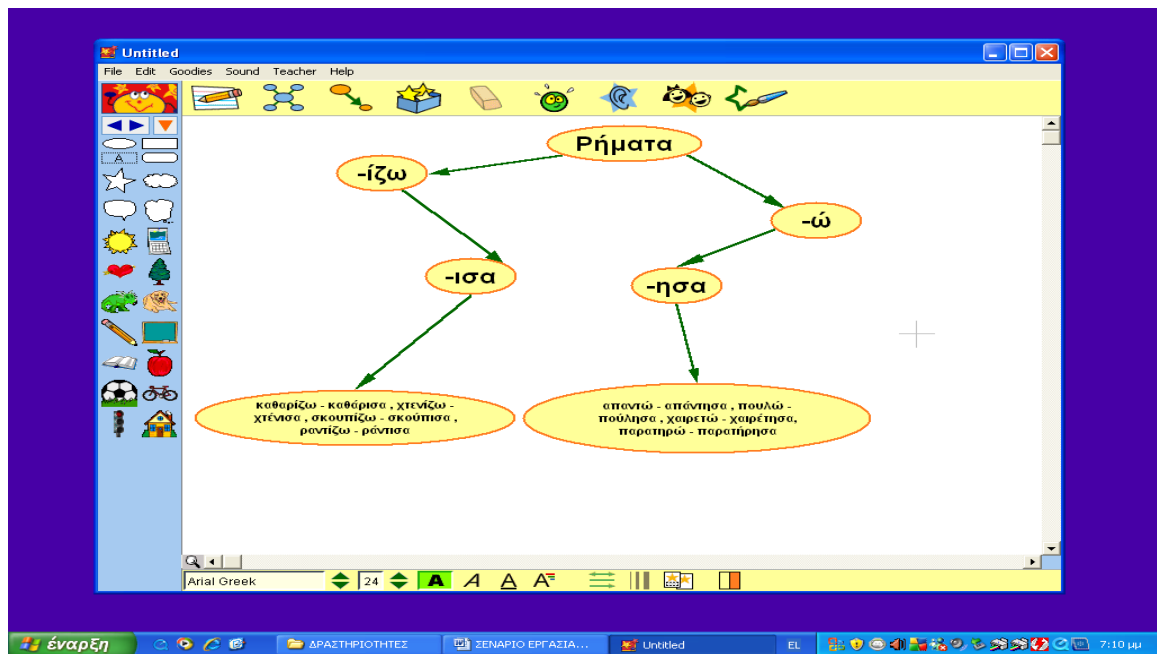 Untitled
File Edit Goodies Sound Teacher Help
A
Ρήματα
-ίζω
-ώ
-ισα
-ησα
καθαρίζω - καθάρισα , χτενίζω -
χτένισα , σκουπίζω - σκούπισα ,
ραντίζω - ράντισα
απαντώ - απάντησα , πουλώ -
πούλησα , χαιρετώ - χαιρέτησα,
παρατηρώ - παρατήρησα
Arial Greek 24 A A A A
έναρξη ΔΡΑΣΤΗΡΙΟΤΗΤΕΣ ΣΕΝΑΡΙΟ ΕΡΓΑΣΙΑ... Untitled EL 7:10 μμ